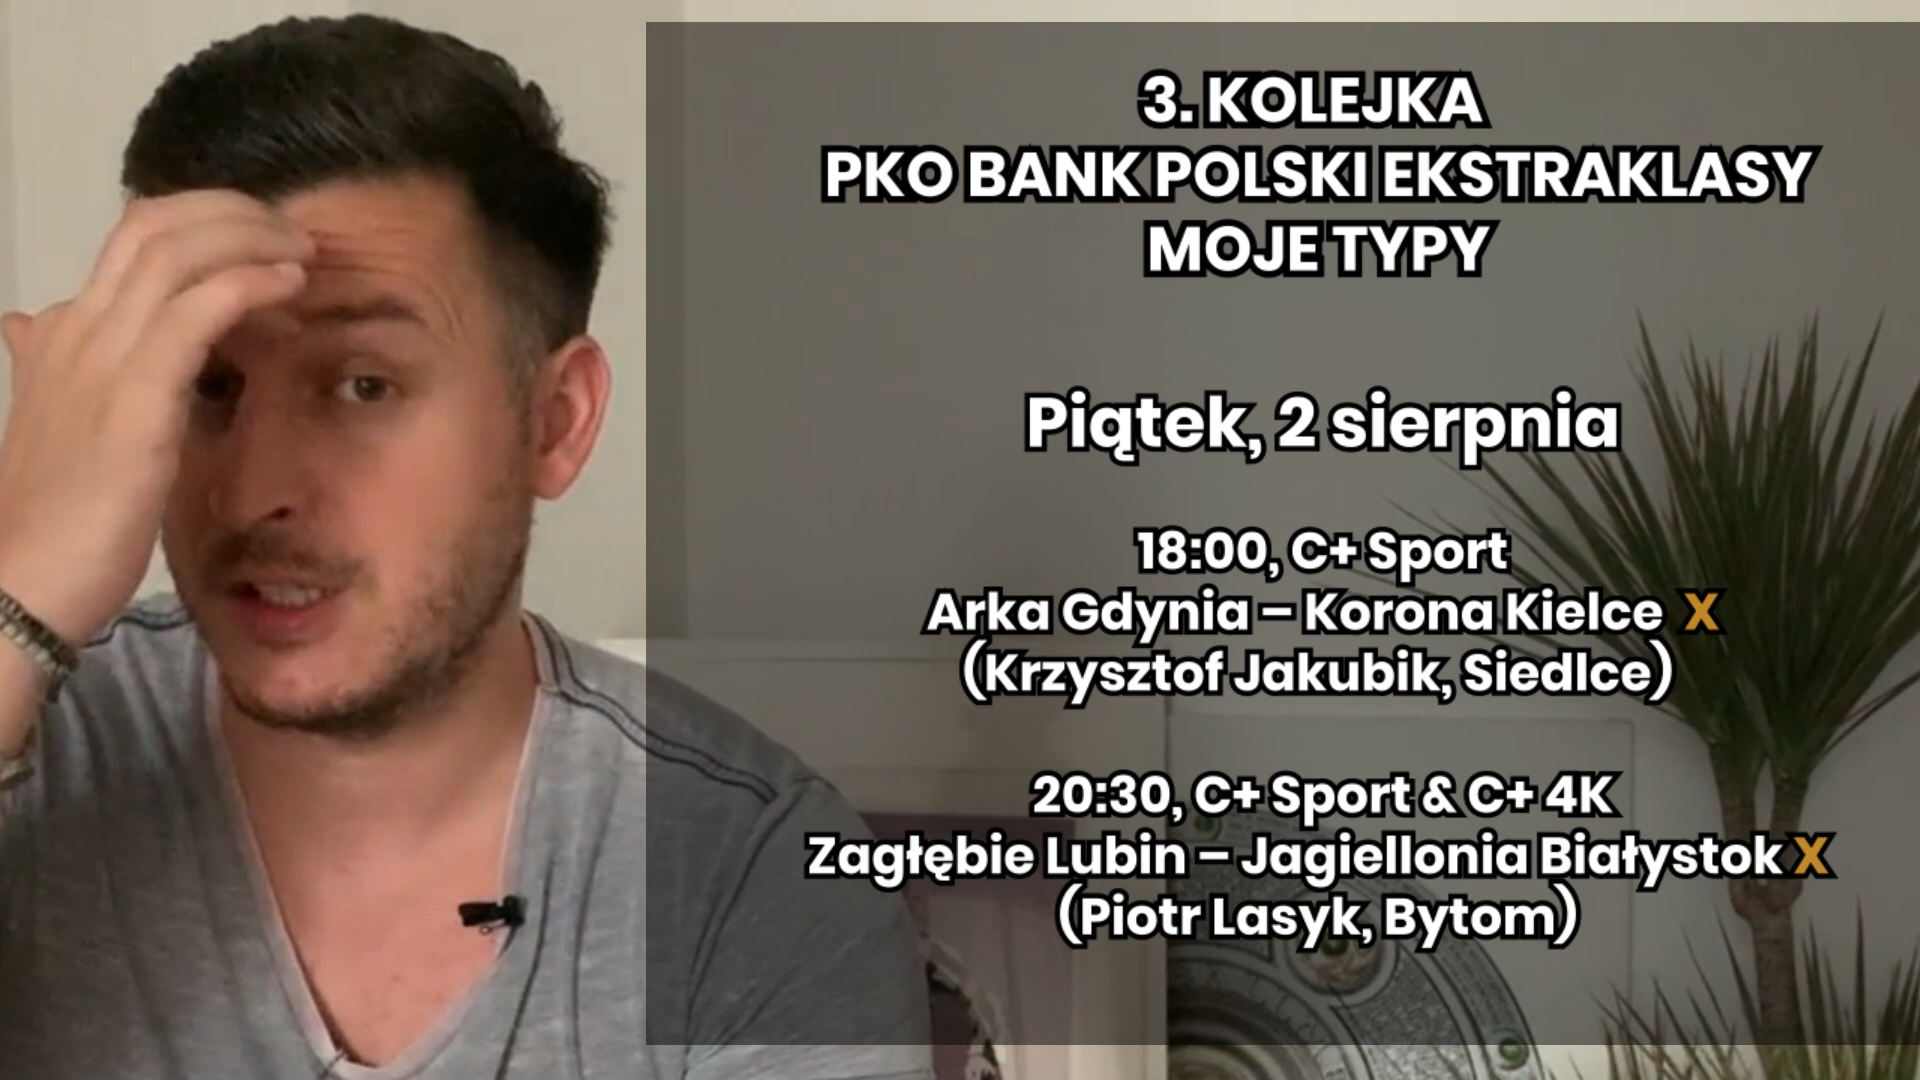 3. KOLEJKA
PKO BANK POLSKI EKSTRAKLASY
MOJE TYPY
Piątek, 2 sierpnia
18:00, C+ Sport
Arka Gdynia – Korona Kielce X
(Krzysztof Jakubik, Siedlce)
20:30, C+ Sport & C+ 4K
Zagłębie Lubin – Jagiellonia Białystok X
(Piotr Lasyk, Bytom)